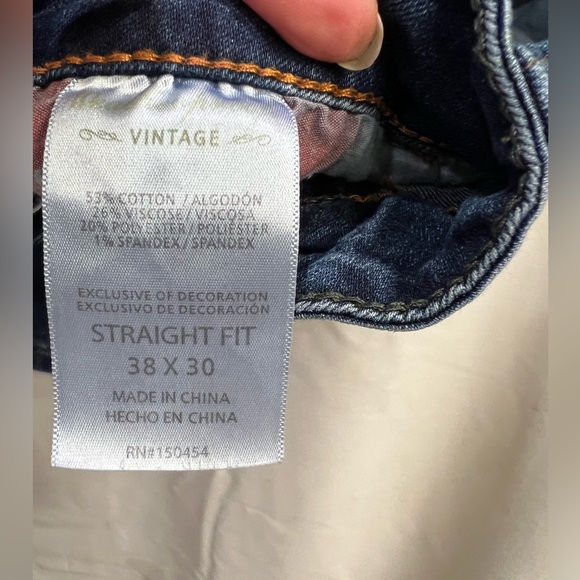 VINTAGE
53% COTTON / ALGODÓN
26% VISCOSE / VISCOSA
20% POLYESTER / POLIÉSTER
1% SPANDEX / SPANDEX
EXCLUSIVE OF DECORATION
EXCLUSIVO DE DECORACIÓN
STRAIGHT FIT
38 X 30
MADE IN CHINA
HECHO EN CHINA
RN#150454